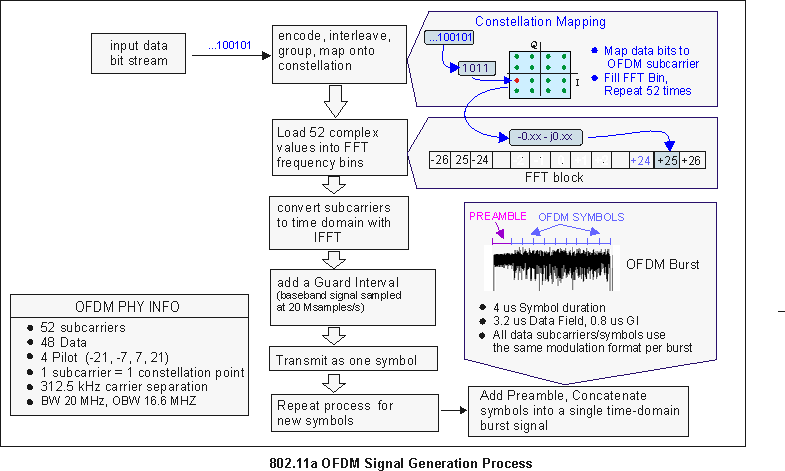 input data
bit stream
...100101
encode, interleave,
group, map onto
constellation
Constellation Mapping
...100101
1011
Q
I
Map data bits to
OFDM subcarrier
Fill FFT Bin,
Repeat 52 times
Load 52 complex
values into FFT
frequency bins
-0.xx - j0.xx
-26 25 -24 +24 +25 +26
FFT block
convert subcarriers
to time domain with
IFFT
add a Guard Interval
(baseband signal sampled
at 20 Msamples/s)
Transmit as one symbol
Repeat process for
new symbols
PREAMBLE OFDM SYMBOLS
OFDM Burst
4 us Symbol duration
3.2 us Data Field, 0.8 us GI
All data subcarriers/symbols use
the same modulation format per burst
Add Preamble, Concatenate
symbols into a single time-domain
burst signal
OFDM PHY INFO
52 subcarriers
48 Data
4 Pilot (-21, -7, 7, 21)
1 subcarrier = 1 constellation point
312.5 kHz carrier separation
BW 20 MHz, OBW 16.6 MHZ
802.11a OFDM Signal Generation Process